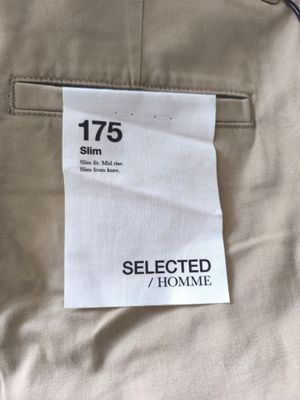 175
Slim
Slim fit. Mid rise.
Slim from knee.
SELECTED
/ HOMME